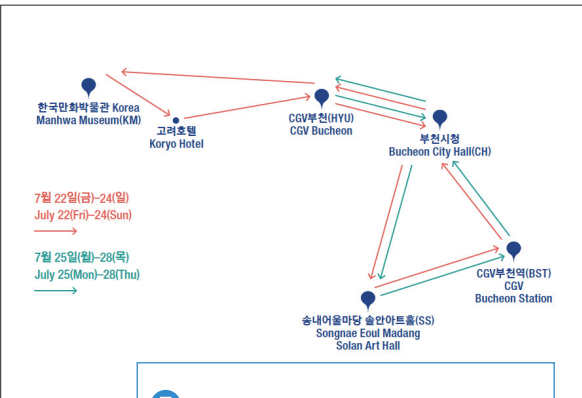 한국만화박물관 Korea
Manhwa Museum(KM)
고려호텔
Koryo Hotel
CGV부천(HYU)
CGV Bucheon
부천시청
Bucheon City Hall(CH)
7월 22일(금)–24(일)
July 22(Fri)–24(Sun)
7월 25일(월)–28(목)
July 25(Mon)–28(Thu)
CGV부천역(BST)
CGV
Bucheon Station
송내어울마당 솔안아트홀(SS)
Songnae Eoul Madang
Solan Art Hall